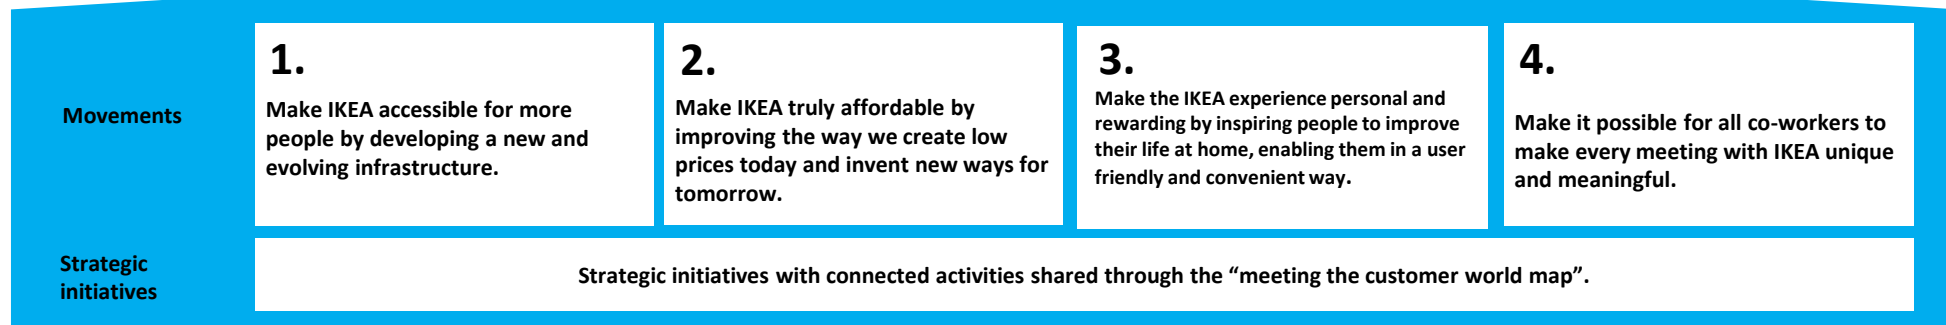 Movements
1.
Make IKEA accessible for more
people by developing a new and
evolving infrastructure.
2.
Make IKEA truly affordable by
improving the way we create low
prices today and invent new ways for
tomorrow.
3.
Make the IKEA experience personal and
rewarding by inspiring people to improve
their life at home, enabling them in a user
friendly and convenient way.
4.
Make it possible for all co-workers to
make every meeting with IKEA unique
and meaningful.
Strategic
initiatives
Strategic initiatives with connected activities shared through the “meeting the customer world map”.